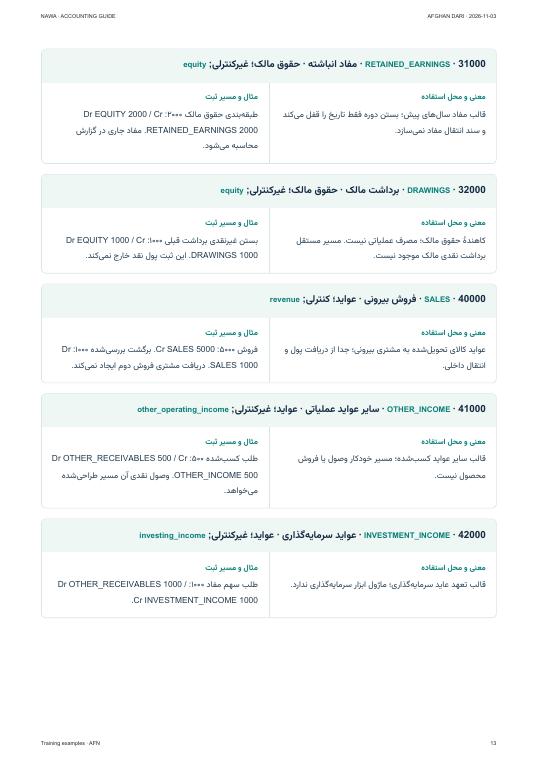 NAWA · ACCOUNTING GUIDE
AFGHAN DARI · 2026-11-03
31000 · RETAINED_EARNINGS · مفاد انباشته · حقوق مالک؛ غیرکنترلی؛ equity
معنی و محل استفاده
قالب مفاد سال‌های پیش؛ بستن دوره فقط تاریخ را قفل می‌کند
و سند انتقال مفاد نمی‌سازد.
مثال و مسیر ثبت
طبقه‌بندی حقوق مالک ۲۰۰۰: Dr EQUITY 2000 / Cr
RETAINED_EARNINGS 2000. مفاد جاری در گزارش
محاسبه می‌شود.
32000 · DRAWINGS · برداشت مالک · حقوق مالک؛ غیرکنترلی؛ equity
معنی و محل استفاده
کاهندهٔ حقوق مالک؛ مصرف عملیاتی نیست. مسیر مستقل
برداشت نقدی مالک موجود نیست.
مثال و مسیر ثبت
بستن غیرنقدی برداشت قبلی ۱۰۰۰: Dr EQUITY 1000 / Cr
DRAWINGS 1000. این ثبت پول نقد خارج نمی‌کند.
40000 · SALES · فروش بیرونی · عواید؛ کنترلی؛ revenue
معنی و محل استفاده
عواید کالای تحویل‌شده به مشتری بیرونی؛ جدا از دریافت پول و
انتقال داخلی.
مثال و مسیر ثبت
فروش ۵۰۰۰: Cr SALES 5000. برگشت بررسی‌شده ۱۰۰۰: Dr
SALES 1000. دریافت مشتری فروش دوم ایجاد نمی‌کند.
41000 · OTHER_INCOME · سایر عواید عملیاتی · عواید؛ غیرکنترلی؛ other_operating_income
معنی و محل استفاده
قالب سایر عواید کسب‌شده؛ مسیر خودکار وصول یا فروش
محصول نیست.
مثال و مسیر ثبت
طلب کسب‌شده ۵۰۰: Dr OTHER_RECEIVABLES 500 / Cr
OTHER_INCOME 500. وصول نقدی آن مسیر طراحی‌شده
می‌خواهد.
42000 · INVESTMENT_INCOME · عواید سرمایه‌گذاری · عواید؛ غیرکنترلی؛ investing_income
معنی و محل استفاده
قالب تعهد عاید سرمایه‌گذاری؛ ماژول ابزار سرمایه‌گذاری ندارد.
مثال و مسیر ثبت
طلب سهم مفاد ۱۰۰۰: Dr OTHER_RECEIVABLES 1000 /
Cr INVESTMENT_INCOME 1000.
Training examples · AFN
13